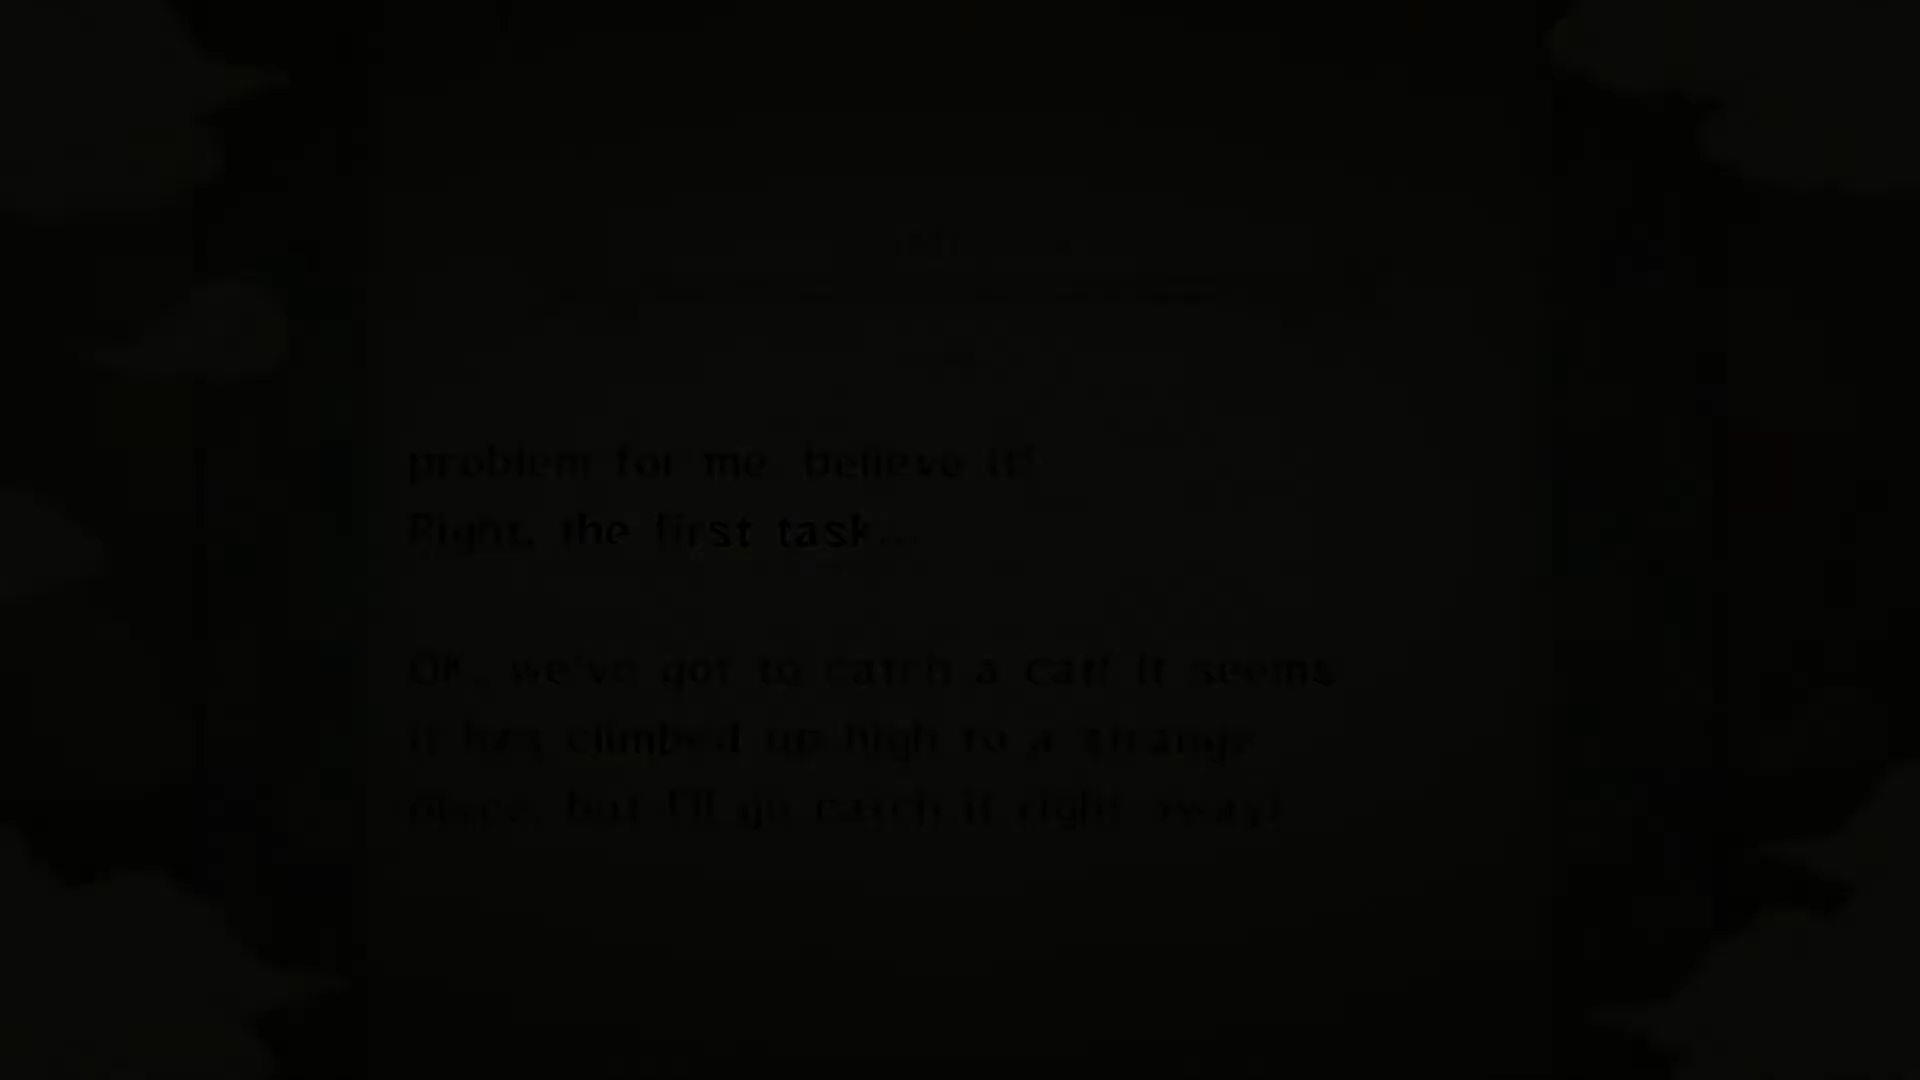 problem for me, believe it!
Right, the first task...
OK, we've got to catch a cat! It seems
it has climbed up high to a strange
place, but I'll go catch it right away!